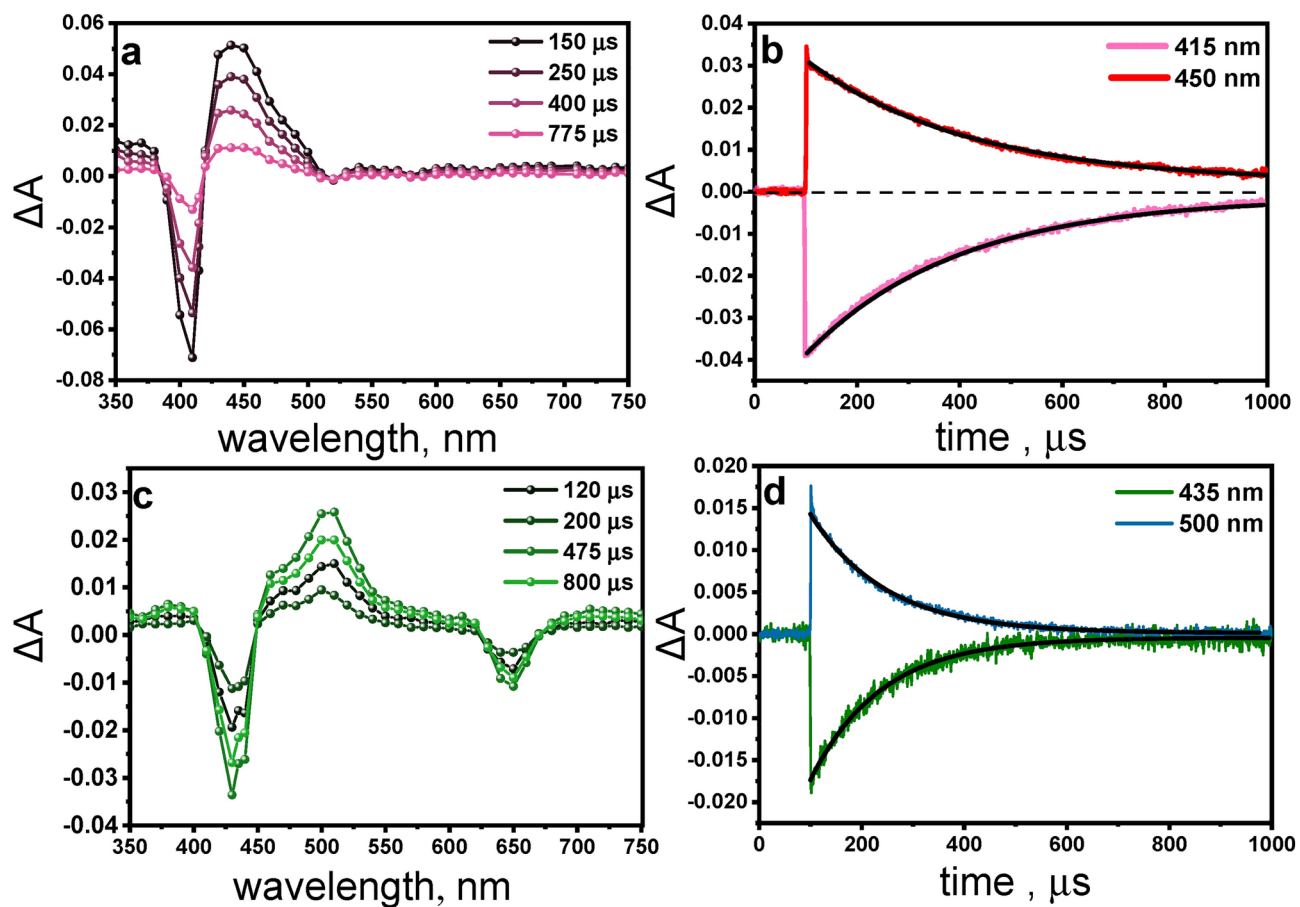 a
150 μs
250 μs
400 μs
775 μs
0.06
0.04
0.02
0.00
-0.02
-0.04
-0.06
-0.08
ΔA
350 400 450 500 550 600 650 700 750
wavelength, nm
b
415 nm
450 nm
0.04
0.03
0.02
0.01
0.00
-0.01
-0.02
-0.03
-0.04
ΔA
0 200 400 600 800 1000
time , μs
c
120 μs
200 μs
475 μs
800 μs
0.03
0.02
0.01
0.00
-0.01
-0.02
-0.03
-0.04
ΔA
350 400 450 500 550 600 650 700 750
wavelength, nm
d
435 nm
500 nm
0.020
0.015
0.010
0.005
0.000
-0.005
-0.010
-0.015
-0.020
ΔA
0 200 400 600 800 1000
time , μs